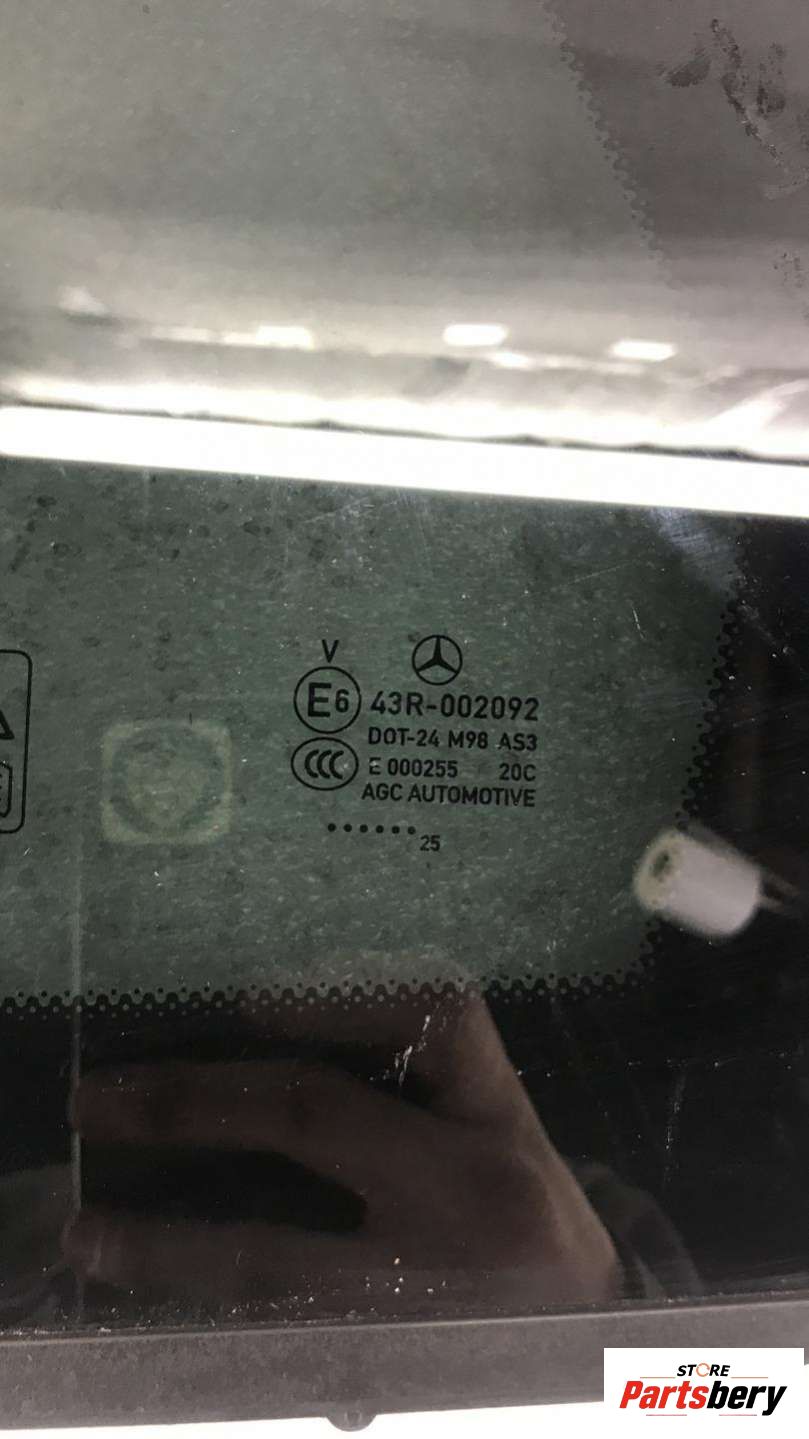 V
E6 43R-002092
DOT-24 M98 AS3
CCC E 000255 20C
AGC AUTOMOTIVE
...... 25
STORE
Partsbery